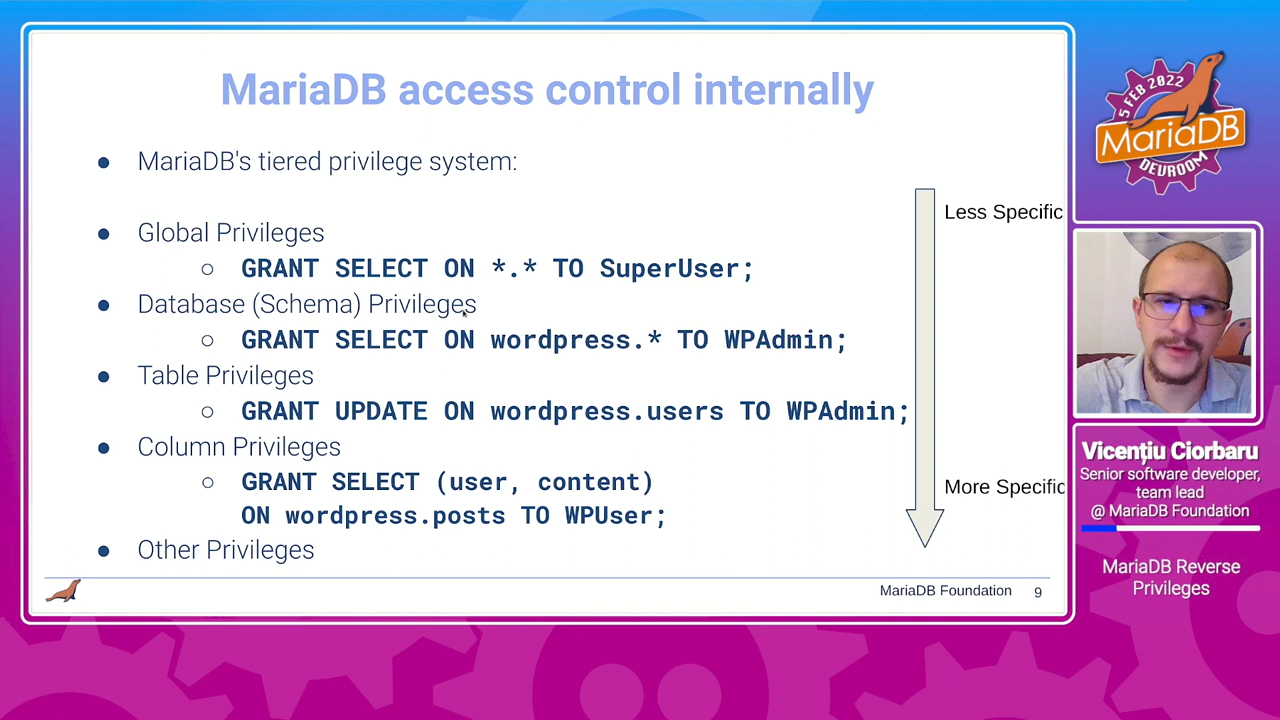 MariaDB access control internally
● MariaDB's tiered privilege system:
● Global Privileges
○ GRANT SELECT ON *.* TO SuperUser;
● Database (Schema) Privileges
○ GRANT SELECT ON wordpress.* TO WPAdmin;
● Table Privileges
○ GRANT UPDATE ON wordpress.users TO WPAdmin;
● Column Privileges
○ GRANT SELECT (user, content)
ON wordpress.posts TO WPUser;
● Other Privileges
Less Specific
More Specific
MariaDB Foundation 9
5 FEB 2022
MariaDB
DEVROOM
Vicențiu Ciorbaru
Senior software developer,
team lead
@ MariaDB Foundation
MariaDB Reverse
Privileges